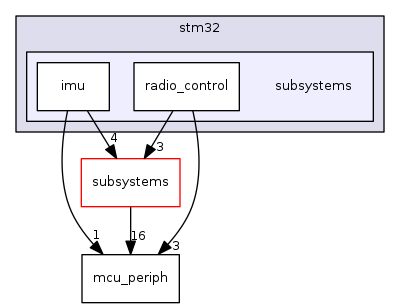 stm32
imu
radio_control
subsystems
4
3
subsystems
1
16
3
mcu_periph